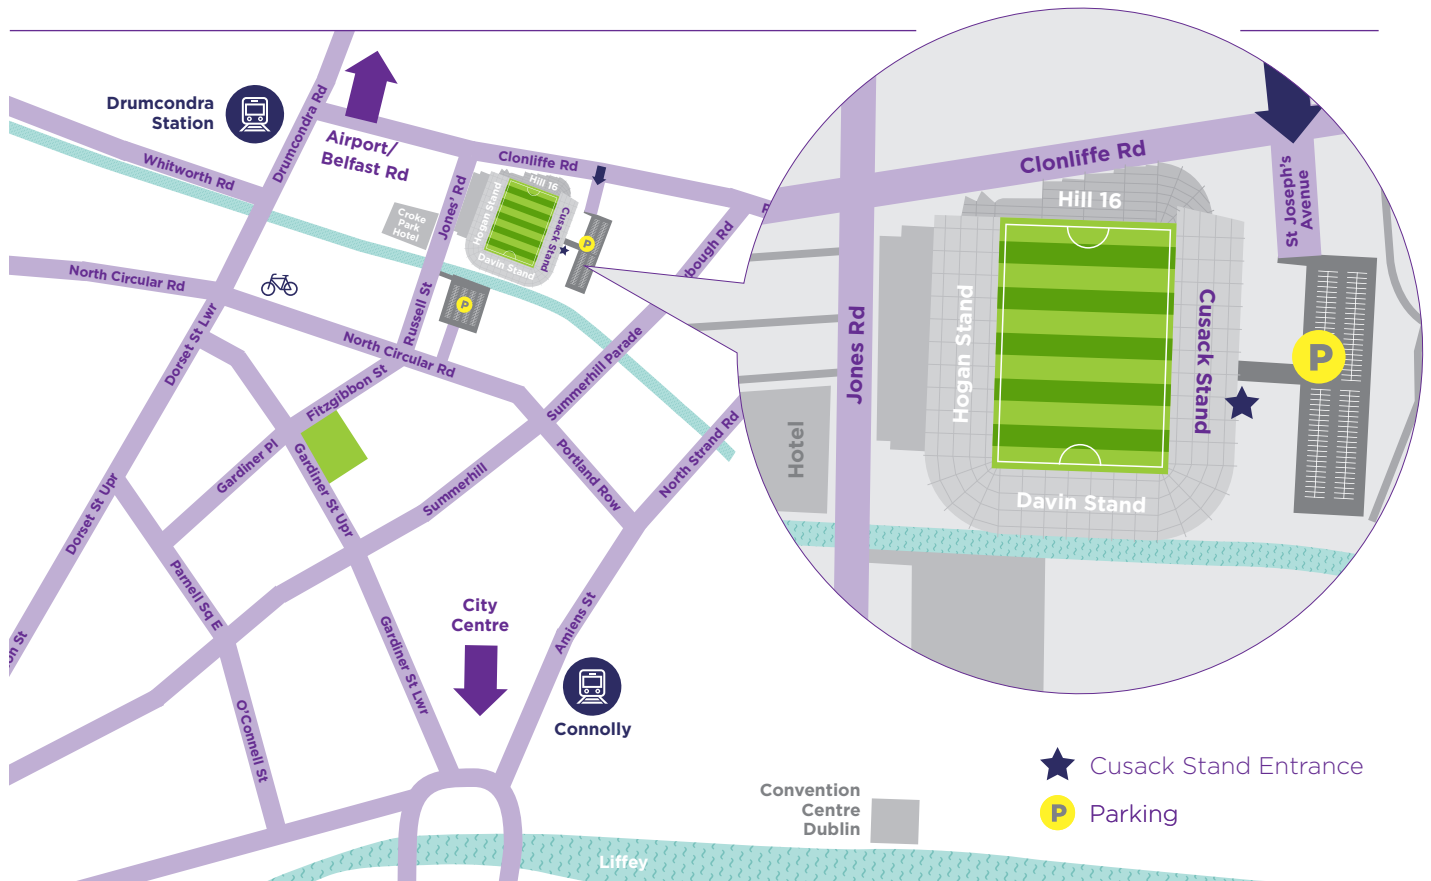 Drumcondra
Station
Drumcondra Rd
Airport/
Belfast Rd
Whitworth Rd
Clonliffe Rd
Jones' Rd
Croke
Park
Hotel
Hogan Stand
Hill 16
Cusack Stand
Davin Stand
P
P
North Circular Rd
Russell St
North Circular Rd
Dorset St Lwr
Fitzgibbon St
Summerhill Parade
Gardiner Pl
Gardiner St Upr
Summerhill
Portland Row
North Strand Rd
Dorset St Upr
Parnell Sq E
Gardiner St Lwr
O'Connell St
City
Centre
Amiens St
Connolly
Clonliffe Rd
St Joseph's
Avenue
Hill 16
Hogan Stand
Cusack Stand
Davin Stand
Jones Rd
Hotel
P
Cusack Stand Entrance
P
Parking
Convention
Centre
Dublin
Liffey